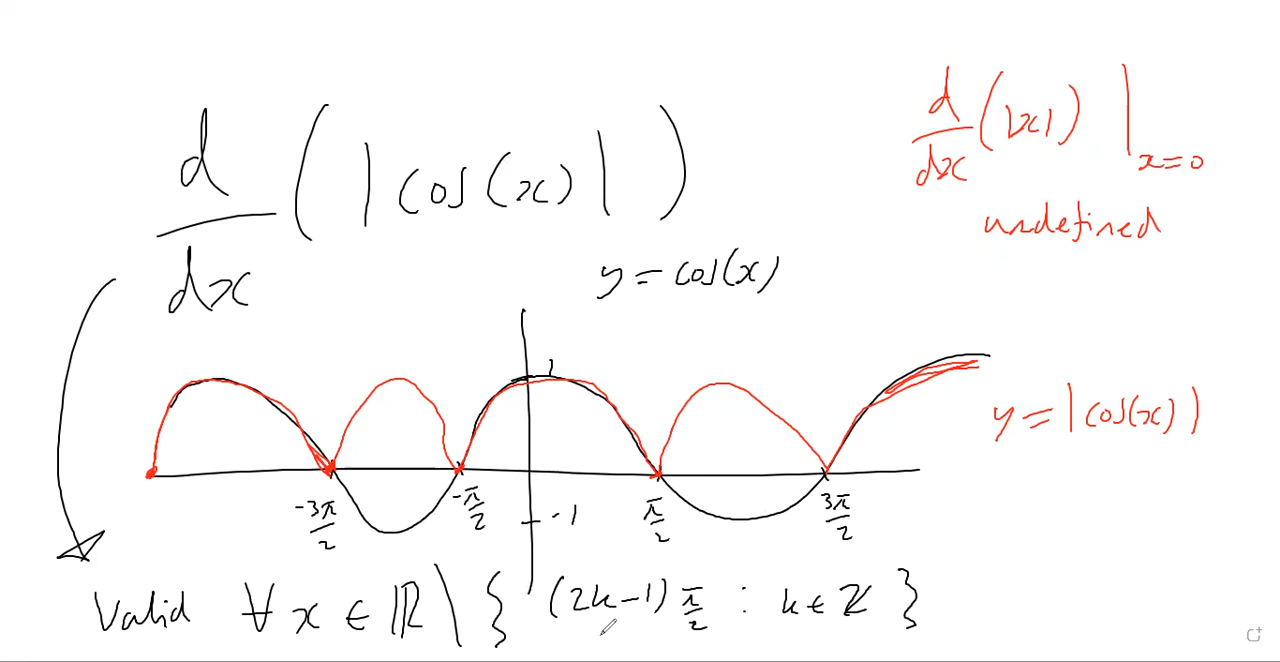 d/dx (|cos(x)|)
d/dx (|x|) |x=0
undefined
y = cos(x)
1
y = |cos(x)|
-3π/2 -π/2 -1 π/2 3π/2
Valid ∀ x ∈ ℝ \ { (2k-1) π/2 : k ∈ ℤ }